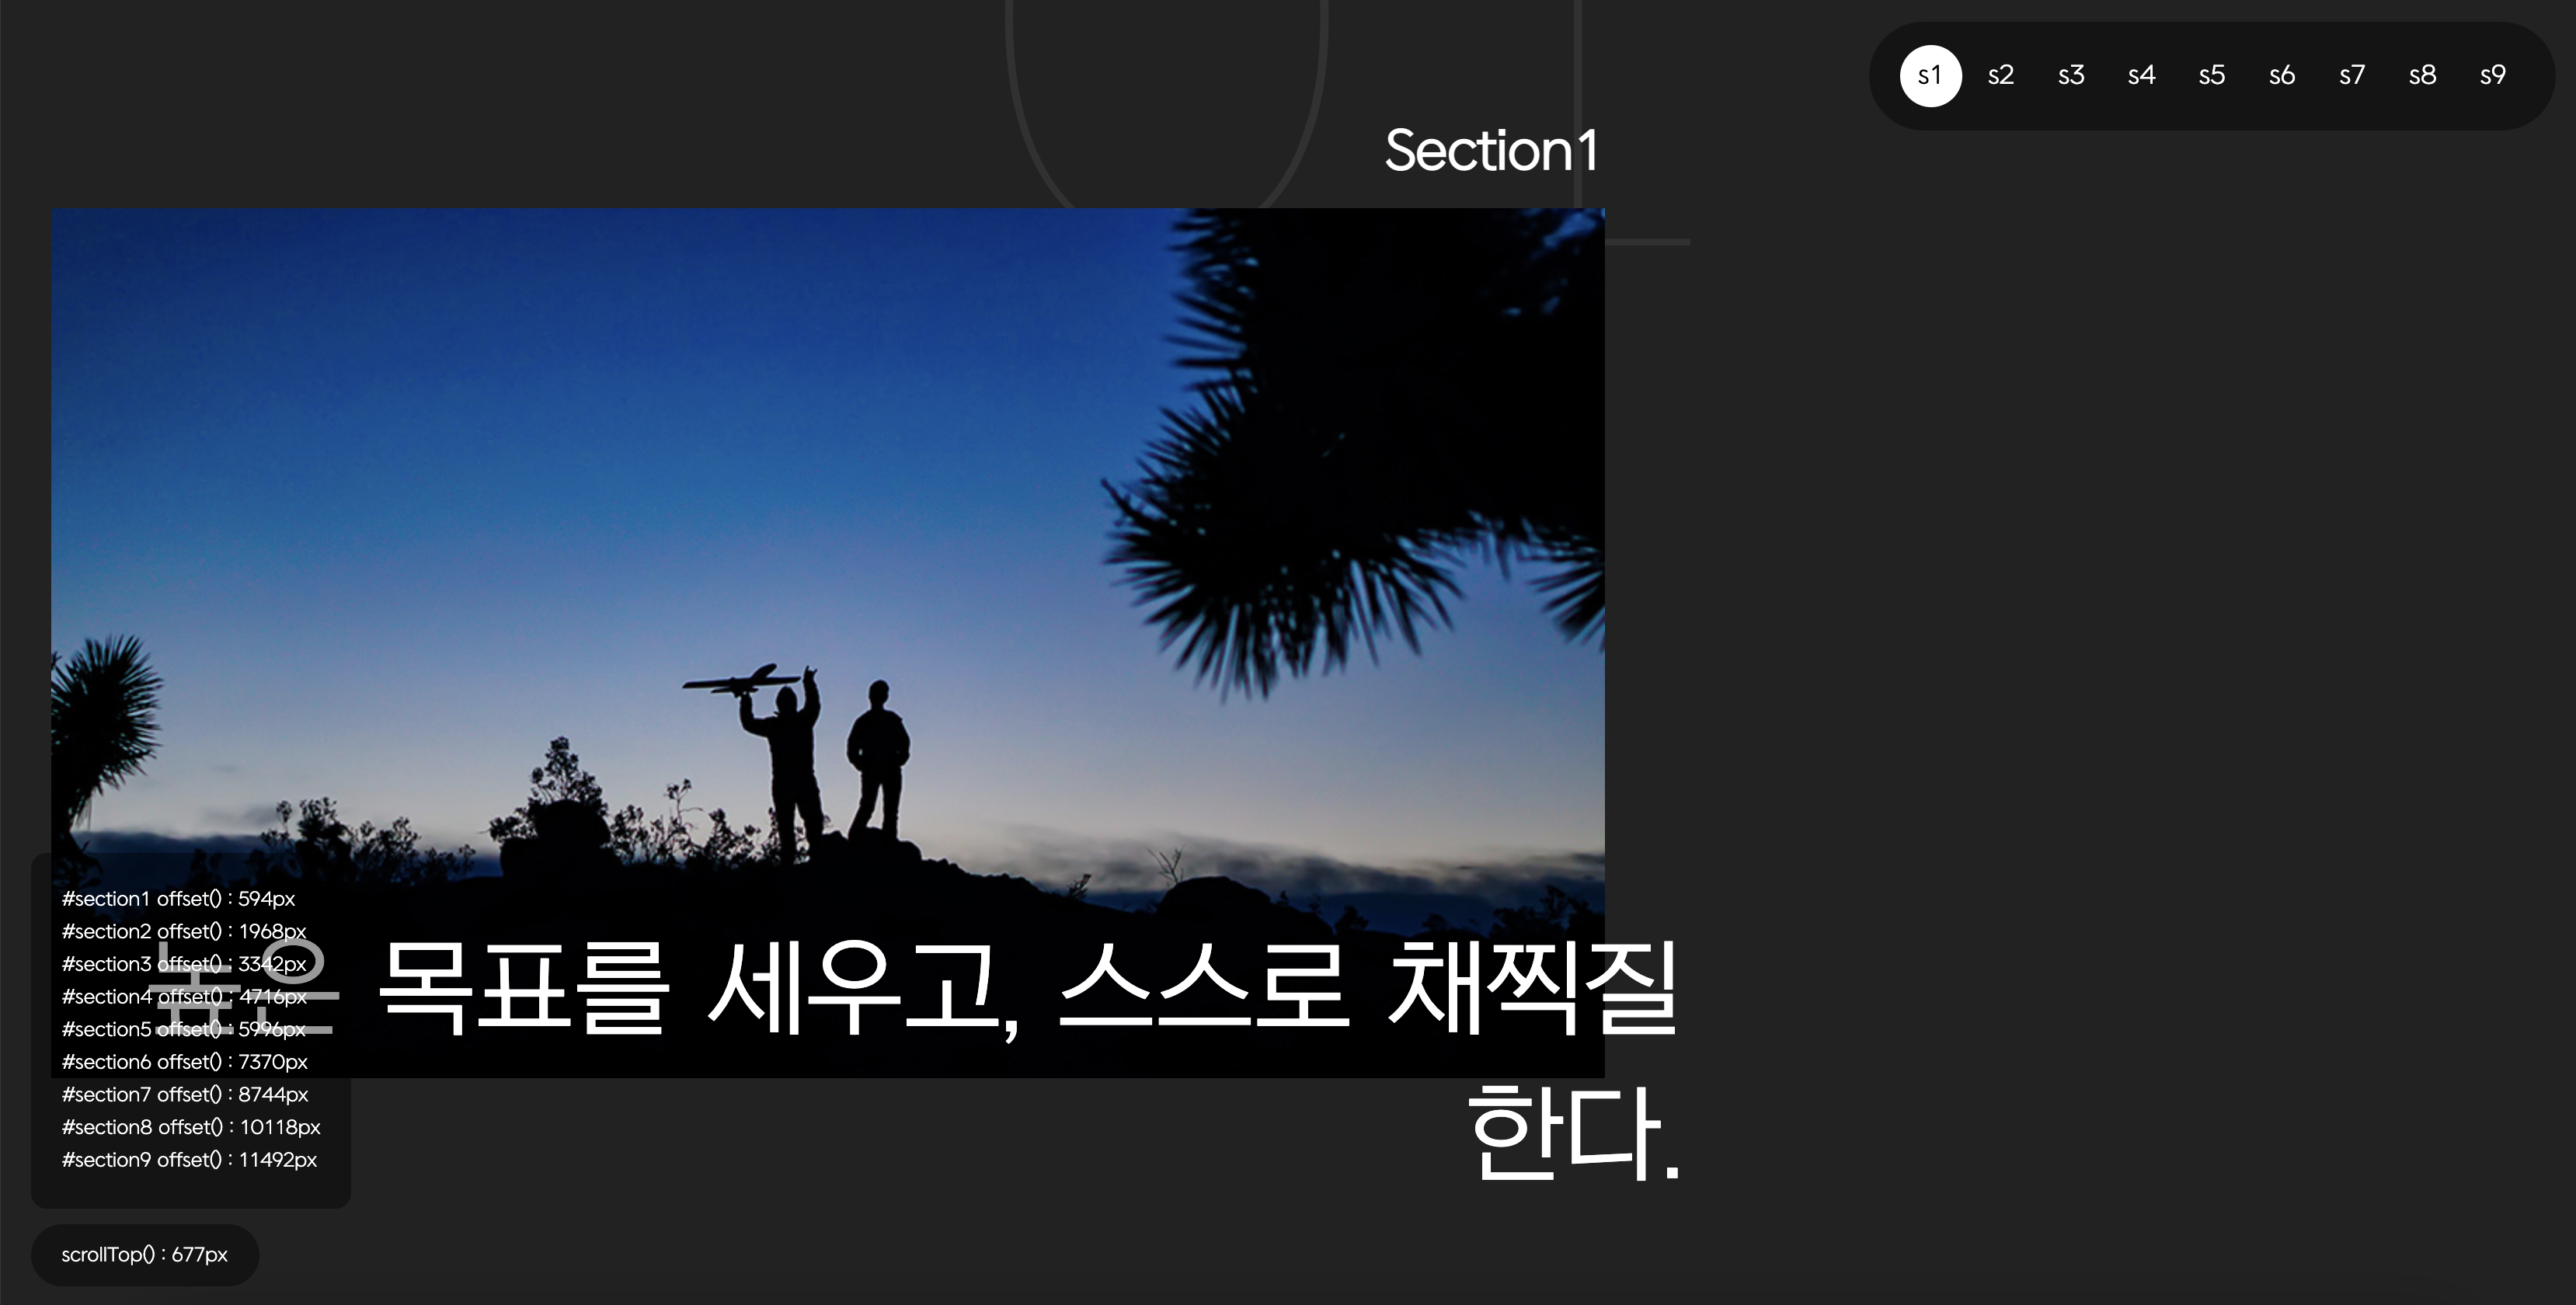 01
s1 s2 s3 s4 s5 s6 s7 s8 s9
Section1
#section1 offset() : 594px
#section2 offset() : 1968px
#section3 offset() : 3342px
#section4 offset() : 4716px
#section5 offset() : 5996px
#section6 offset() : 7370px
#section7 offset() : 8744px
#section8 offset() : 10118px
#section9 offset() : 11492px
높은 목표를 세우고, 스스로 채찍질
한다.
scrollTop() : 677px